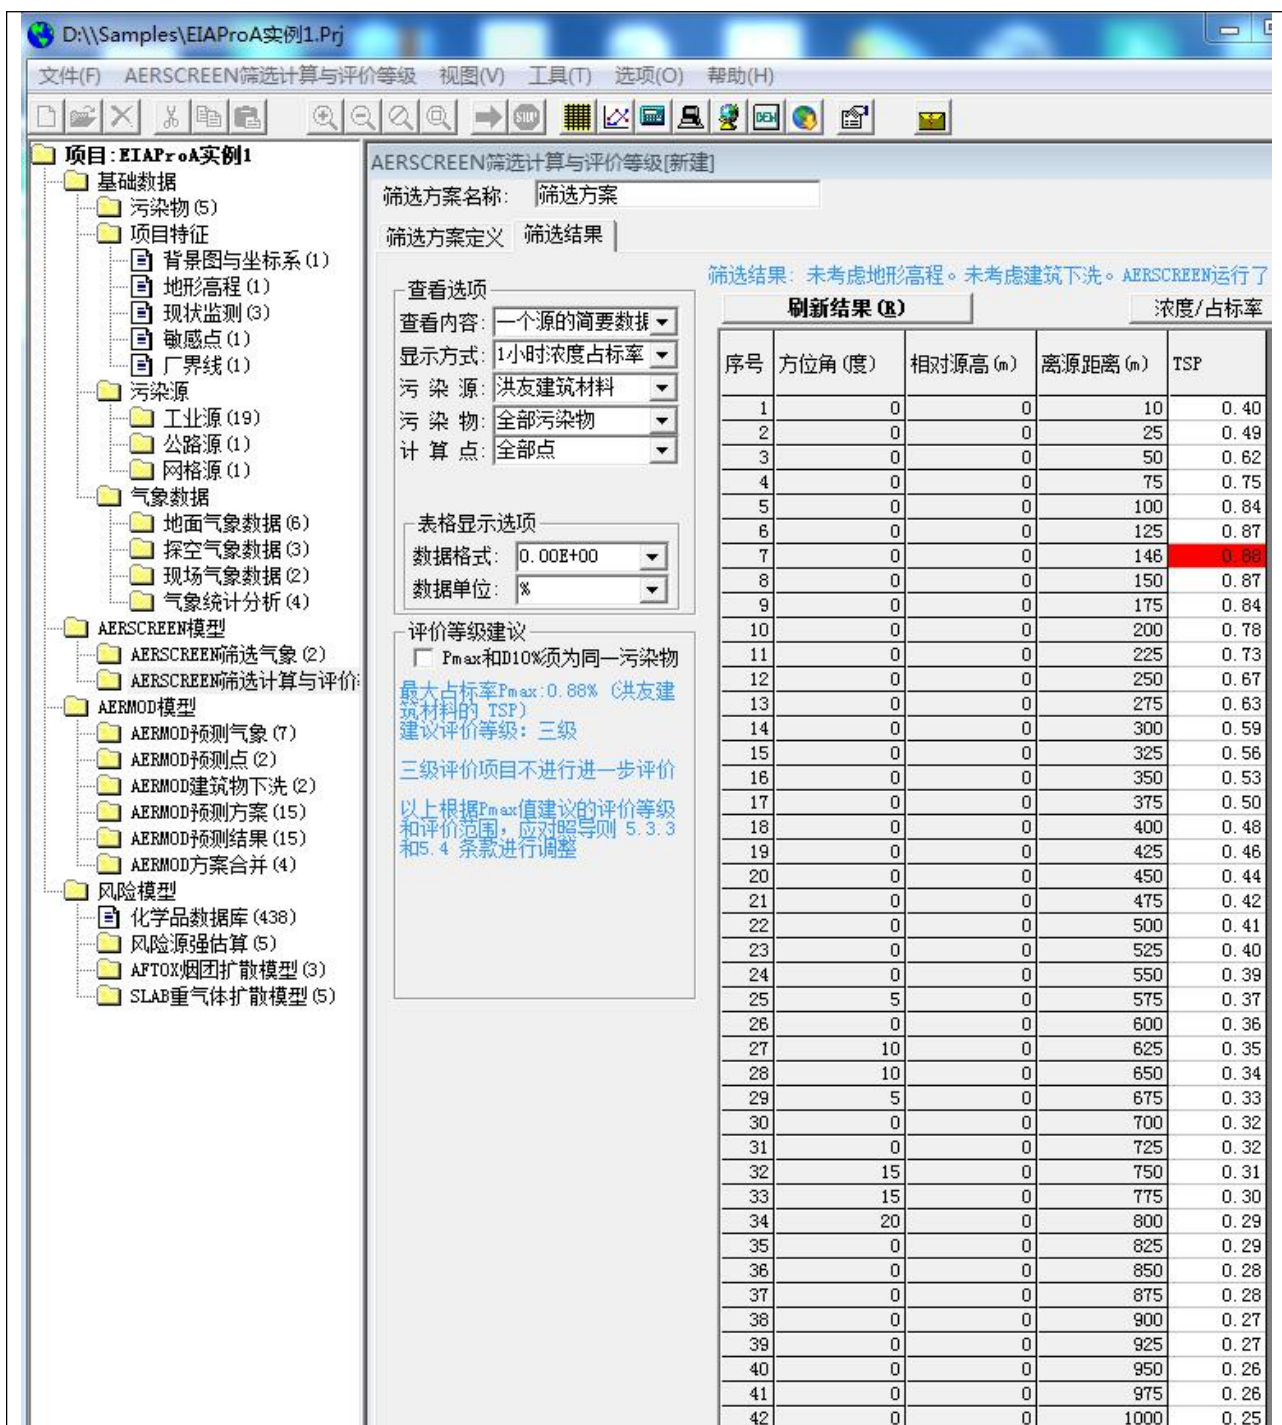 D:\\Samples\EIAProA实例1.Prj
文件(F) AERSCREEN筛选计算与评价等级 视图(V) 工具(T) 选项(O) 帮助(H)
项目:EIAProA实例1
基础数据
污染物(5)
项目特征
背景图与坐标系(1)
地形高程(1)
现状监测(3)
敏感点(1)
厂界线(1)
污染源
工业源(19)
公路源(1)
网格源(1)
气象数据
地面气象数据(6)
探空气象数据(3)
现场气象数据(2)
气象统计分析(4)
AERSCREEN模型
AERSCREEN筛选气象(2)
AERSCREEN筛选计算与评价
AERMOD模型
AERMOD预测气象(7)
AERMOD预测点(2)
AERMOD建筑物下洗(2)
AERMOD预测方案(15)
AERMOD预测结果(15)
AERMOD方案合并(4)
风险模型
化学品数据库(438)
风险源强估算(5)
AFTOX烟团扩散模型(3)
SLAB重气体扩散模型(5)
AERSCREEN筛选计算与评价等级[新建]
筛选方案名称: 筛选方案
筛选方案定义 筛选结果
查看选项
查看内容: 一个源的简要数据
显示方式: 1小时浓度占标率
污 染 源: 洪友建筑材料
污 染 物: 全部污染物
计 算 点: 全部点
表格显示选项
数据格式: 0.00E+00
数据单位: %
评价等级建议
Pmax和D10%须为同一污染物
最大占标率Pmax:0.88% (洪友建
筑材料的 TSP)
建议评价等级: 三级
三级评价项目不进行进一步评价
以上根据Pmax值建议的评价等级
和评价范围, 应对照导则 5.3.3
和5.4 条款进行调整
筛选结果: 未考虑地形高程。未考虑建筑下洗。AERSCREEN运行了
刷新结果(R) 浓度/占标率
序号 方位角(度) 相对源高(m) 离源距离(m) TSP
1 0 0 10 0.40
2 0 0 25 0.49
3 0 0 50 0.62
4 0 0 75 0.75
5 0 0 100 0.84
6 0 0 125 0.87
7 0 0 146 0.88
8 0 0 150 0.87
9 0 0 175 0.84
10 0 0 200 0.78
11 0 0 225 0.73
12 0 0 250 0.67
13 0 0 275 0.63
14 0 0 300 0.59
15 0 0 325 0.56
16 0 0 350 0.53
17 0 0 375 0.50
18 0 0 400 0.48
19 0 0 425 0.46
20 0 0 450 0.44
21 0 0 475 0.42
22 0 0 500 0.41
23 0 0 525 0.40
24 0 0 550 0.39
25 5 0 575 0.37
26 0 0 600 0.36
27 10 0 625 0.35
28 10 0 650 0.34
29 5 0 675 0.33
30 0 0 700 0.32
31 0 0 725 0.32
32 15 0 750 0.31
33 15 0 775 0.30
34 20 0 800 0.29
35 0 0 825 0.29
36 0 0 850 0.28
37 0 0 875 0.28
38 0 0 900 0.27
39 0 0 925 0.27
40 0 0 950 0.26
41 0 0 975 0.26
42 0 0 1000 0.25